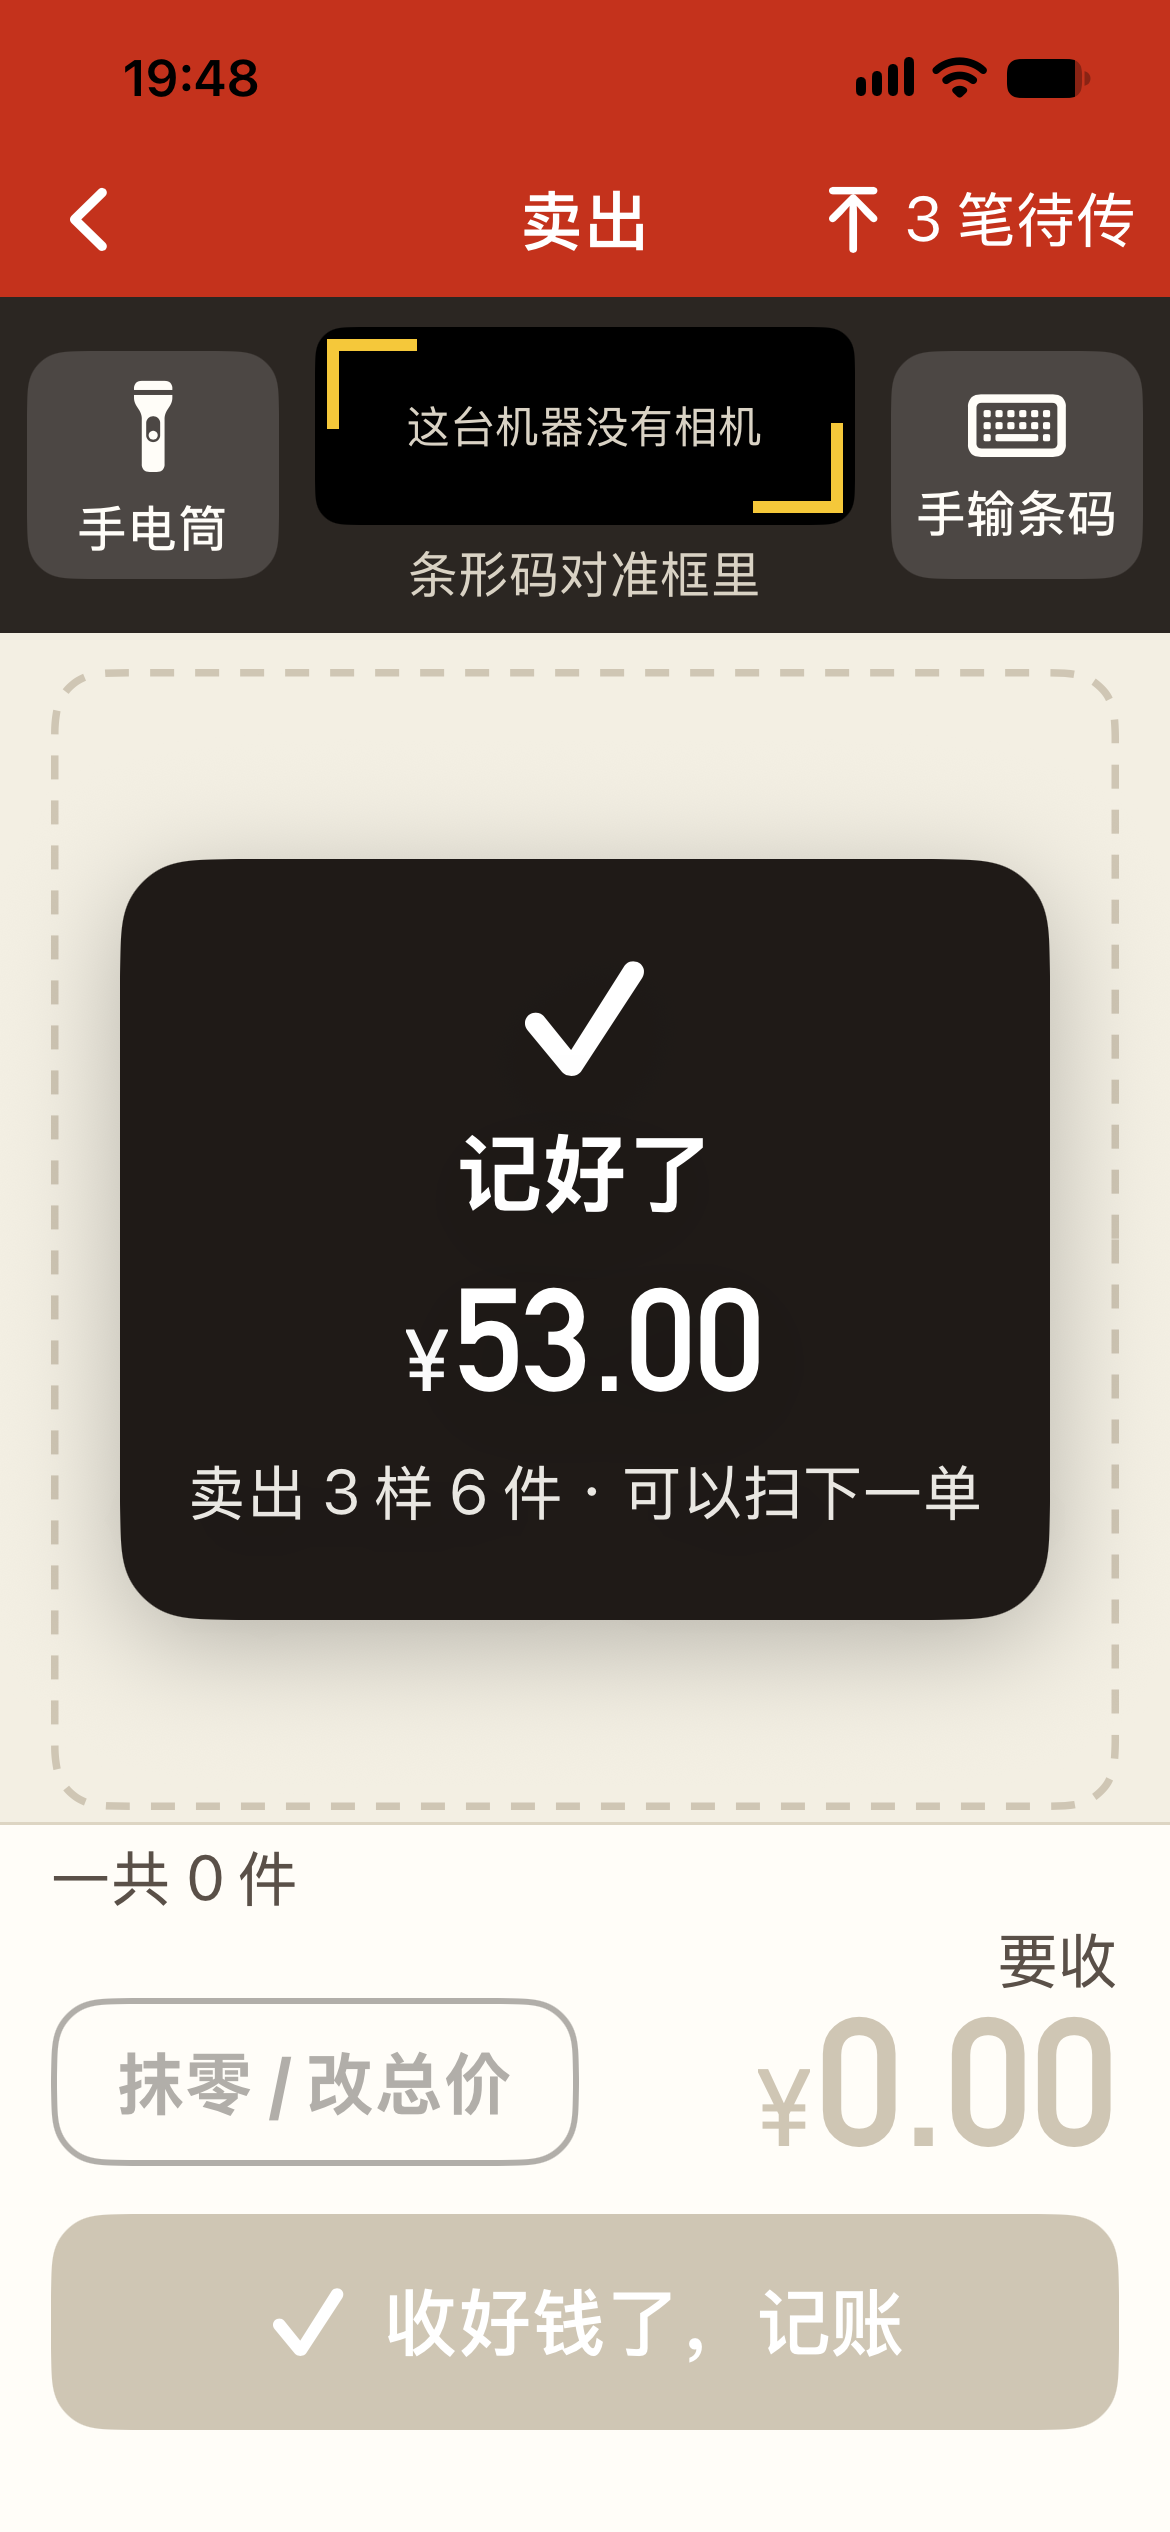 19:48
卖出
3 笔待传
手电筒
这台机器没有相机
条形码对准框里
手输条码
记好了
¥53.00
卖出 3 样 6 件 · 可以扫下一单
一共 0 件
要收
抹零 / 改总价
¥0.00
收好钱了，记账